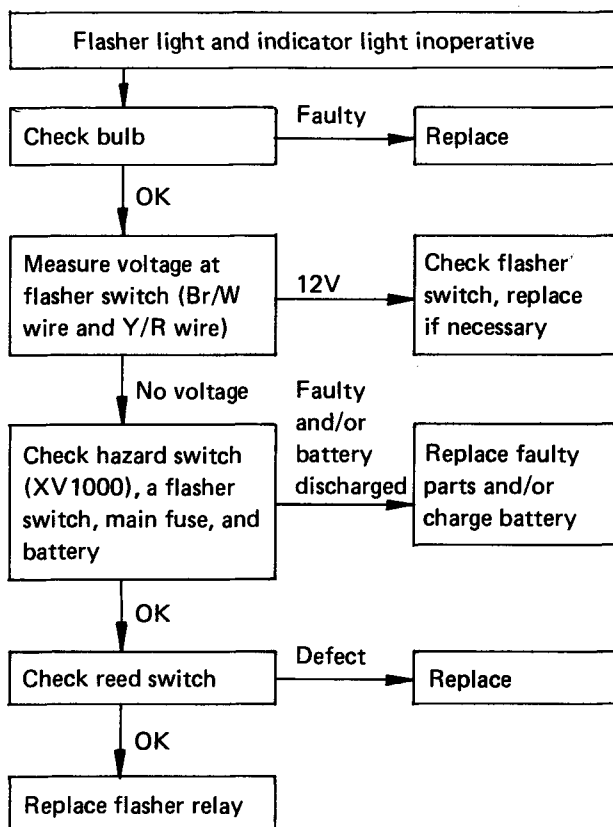 Flasher light and indicator light inoperative
Check bulb
Faulty
Replace
OK
Measure voltage at
flasher switch (Br/W
wire and Y/R wire)
12V
Check flasher
switch, replace
if necessary
No voltage
Faulty
and/or
battery
discharged
Check hazard switch
(XV1000), a flasher
switch, main fuse, and
battery
Replace faulty
parts and/or
charge battery
OK
Check reed switch
Defect
Replace
OK
Replace flasher relay